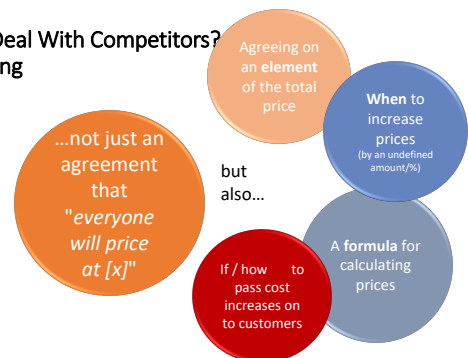 Deal With Competitors?
ng
Agreeing on
an element
of the total
price
When to
increase
prices
(by an undefined
amount/%)
…not just an
agreement
that
"everyone
will price
at [x]"
but
also…
A formula for
calculating
prices
If / how to
pass cost
increases on
to customers